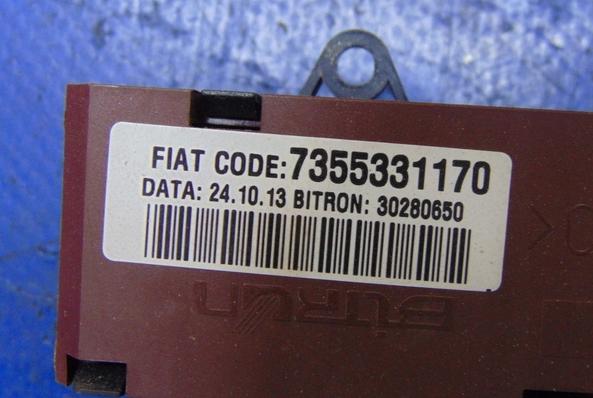 FIAT CODE:7355331170
DATA: 24.10.13 BITRON: 30280650